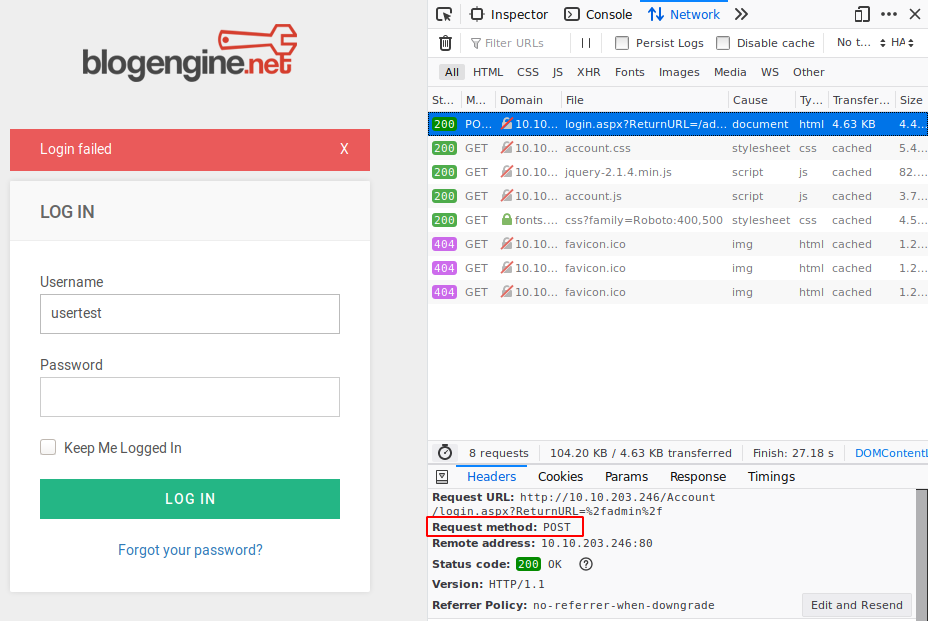 blogengine.net
Login failed X
LOG IN
Username
usertest
Password
Keep Me Logged In
LOG IN
Forgot your password?
Inspector Console Network
Filter URLs Persist Logs Disable cache No t... HA
All HTML CSS JS XHR Fonts Images Media WS Other
St... M... Domain File Cause Ty... Transfer... Size
200 PO... 10.10... login.aspx?ReturnURL=/ad... document html 4.63 KB 4.4...
200 GET 10.10... account.css stylesheet css cached 5.4...
200 GET 10.10... jquery-2.1.4.min.js script js cached 82....
200 GET 10.10... account.js script js cached 3.7...
200 GET fonts.... css?family=Roboto:400,500 stylesheet css cached 4.5...
404 GET 10.10... favicon.ico img html cached 1.2...
404 GET 10.10... favicon.ico img html cached 1.2...
404 GET 10.10... favicon.ico img html cached 1.2...
8 requests 104.20 KB / 4.63 KB transferred Finish: 27.18 s DOMContentL
Headers Cookies Params Response Timings
Request URL: http://10.10.203.246/Account
/login.aspx?ReturnURL=%2fadmin%2f
Request method: POST
Remote address: 10.10.203.246:80
Status code: 200 OK ?
Version: HTTP/1.1
Referrer Policy: no-referrer-when-downgrade Edit and Resend